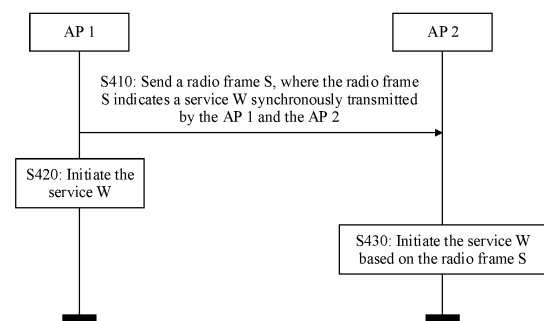 AP 1
AP 2
S410: Send a radio frame S, where the radio frame
S indicates a service W synchronously transmitted
by the AP 1 and the AP 2
S420: Initiate the
service W
S430: Initiate the service W
based on the radio frame S